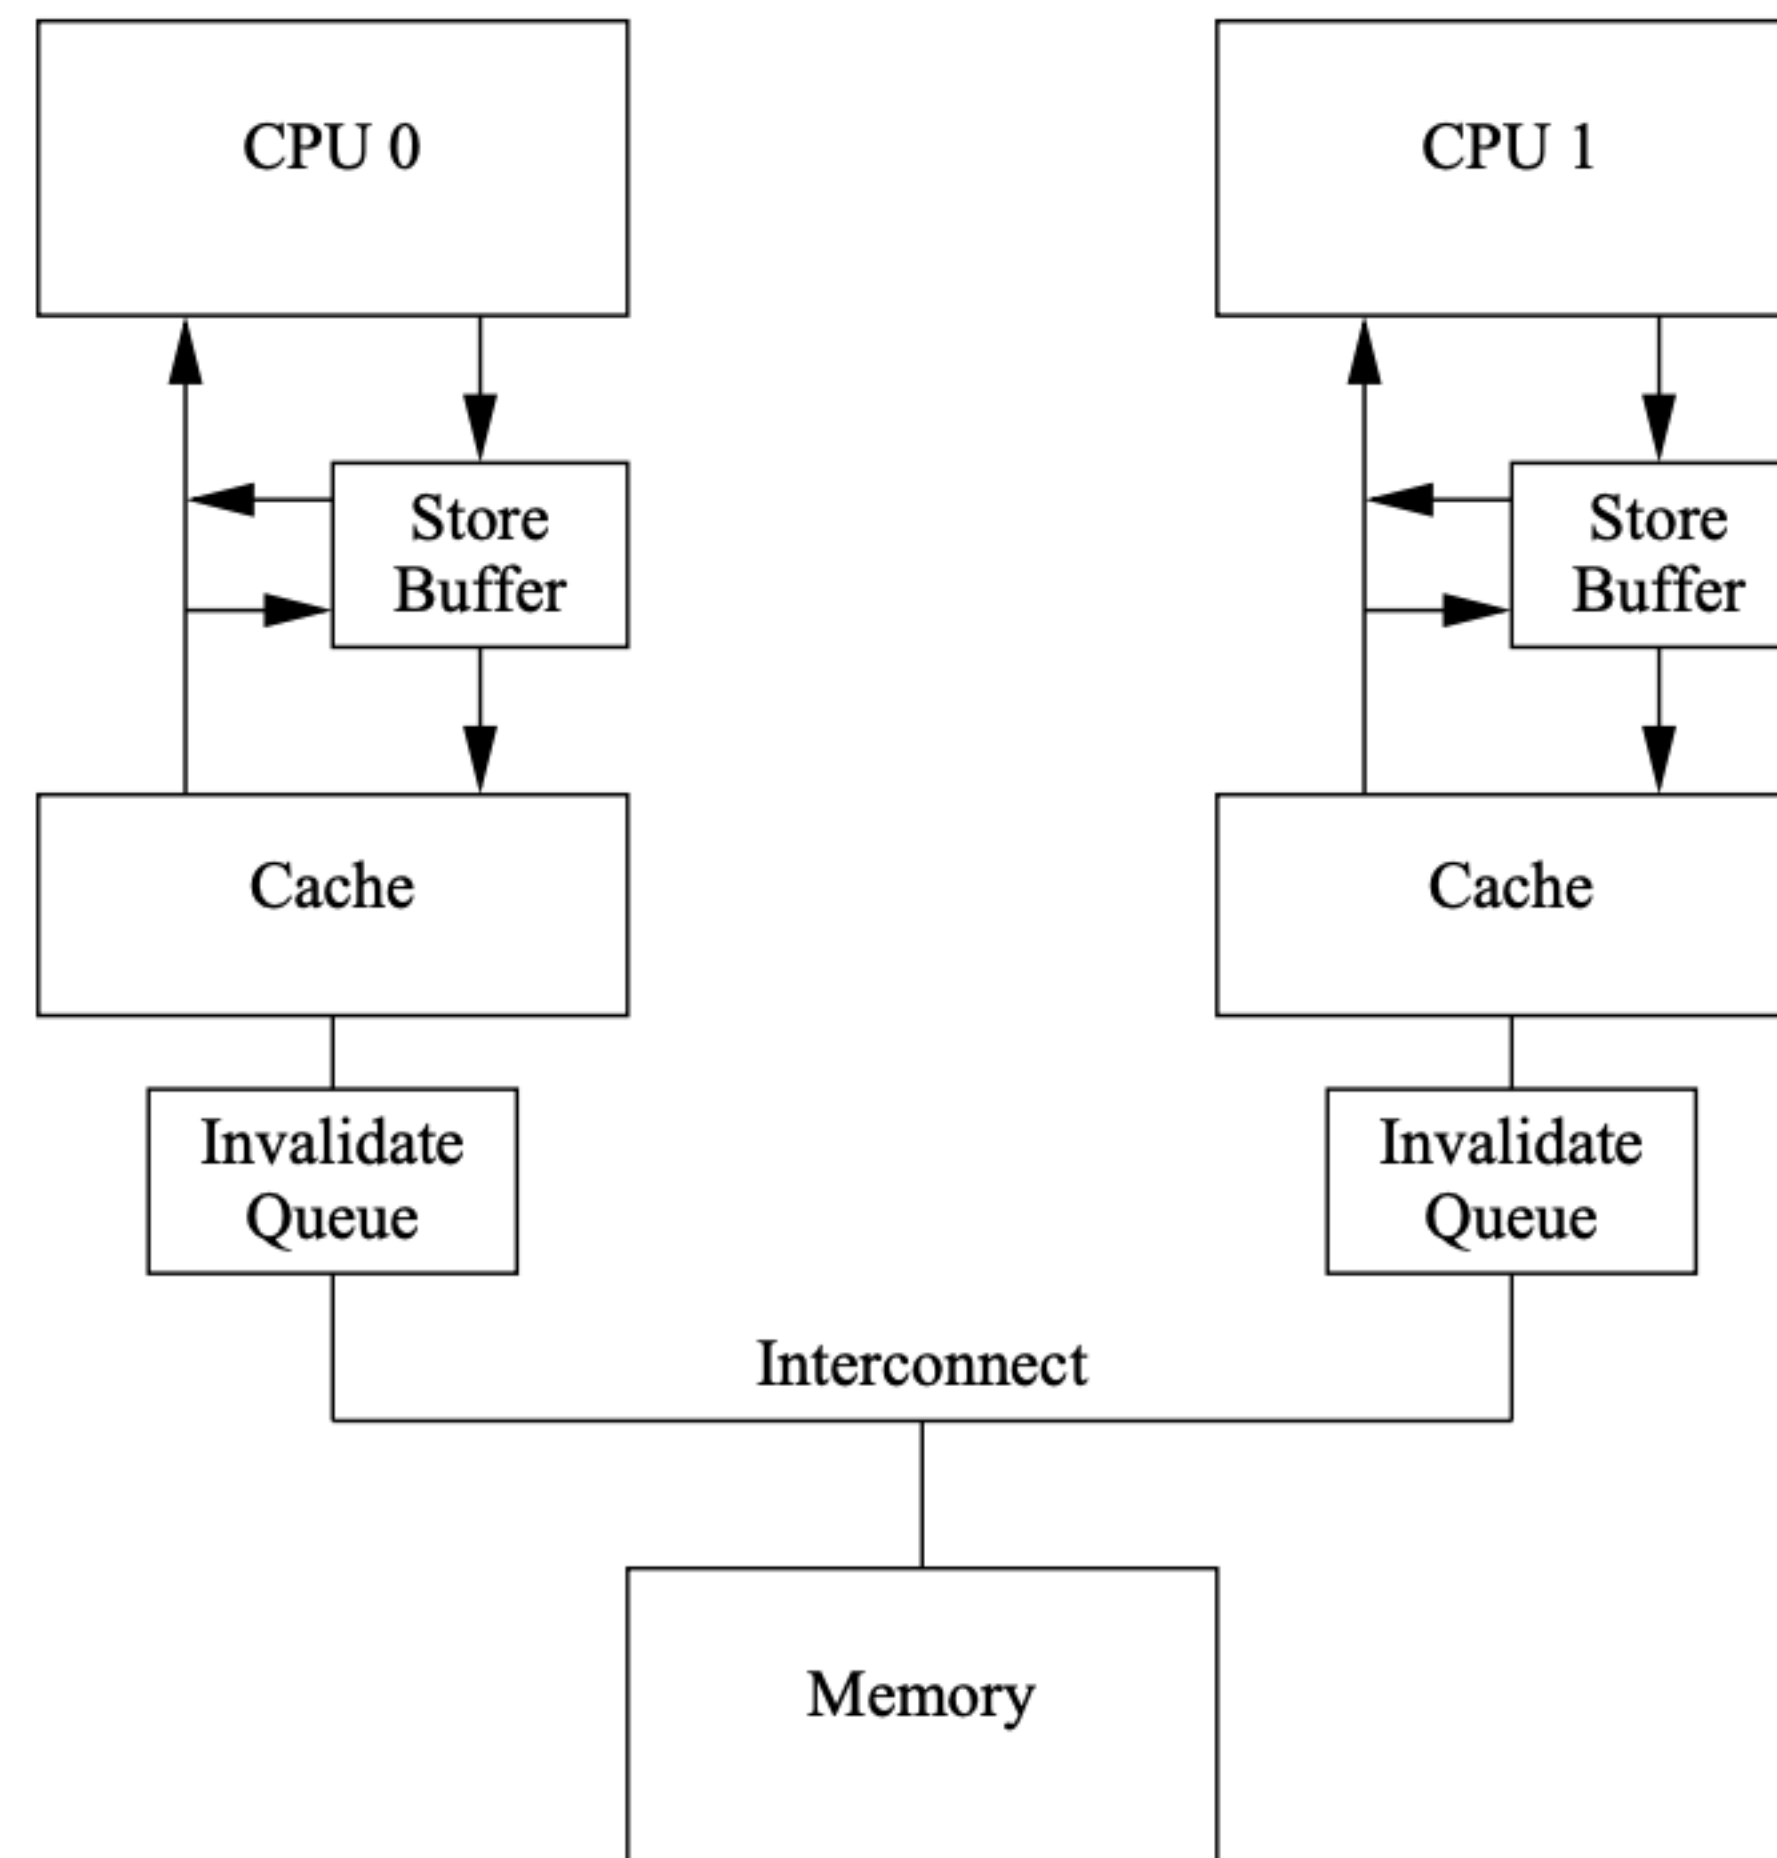 CPU 0
CPU 1
Store
Buffer
Store
Buffer
Cache
Cache
Invalidate
Queue
Invalidate
Queue
Interconnect
Memory